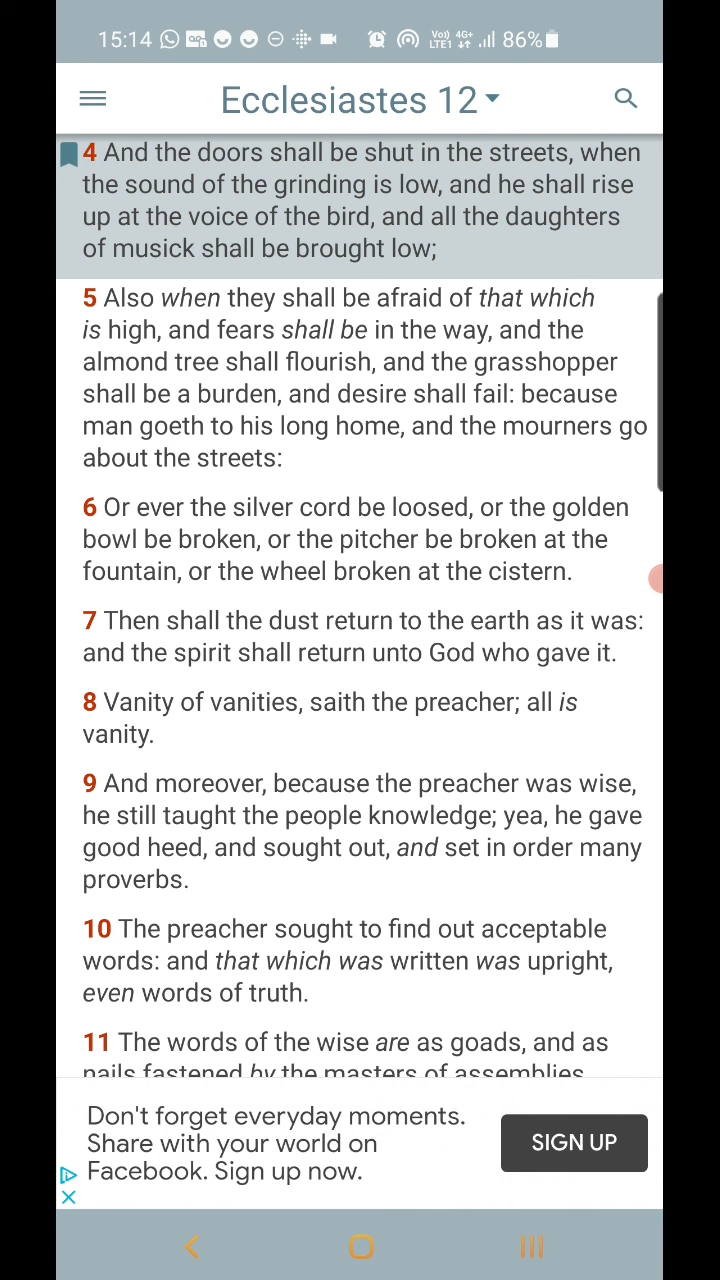 15:14 Vo) 4G+ LTE1 86%
Ecclesiastes 12
4 And the doors shall be shut in the streets, when
the sound of the grinding is low, and he shall rise
up at the voice of the bird, and all the daughters
of musick shall be brought low;
5 Also when they shall be afraid of that which
is high, and fears shall be in the way, and the
almond tree shall flourish, and the grasshopper
shall be a burden, and desire shall fail: because
man goeth to his long home, and the mourners go
about the streets:
6 Or ever the silver cord be loosed, or the golden
bowl be broken, or the pitcher be broken at the
fountain, or the wheel broken at the cistern.
7 Then shall the dust return to the earth as it was:
and the spirit shall return unto God who gave it.
8 Vanity of vanities, saith the preacher; all is
vanity.
9 And moreover, because the preacher was wise,
he still taught the people knowledge; yea, he gave
good heed, and sought out, and set in order many
proverbs.
10 The preacher sought to find out acceptable
words: and that which was written was upright,
even words of truth.
11 The words of the wise are as goads, and as
nails fastened by the masters of assemblies
Don't forget everyday moments.
Share with your world on
Facebook. Sign up now.
SIGN UP